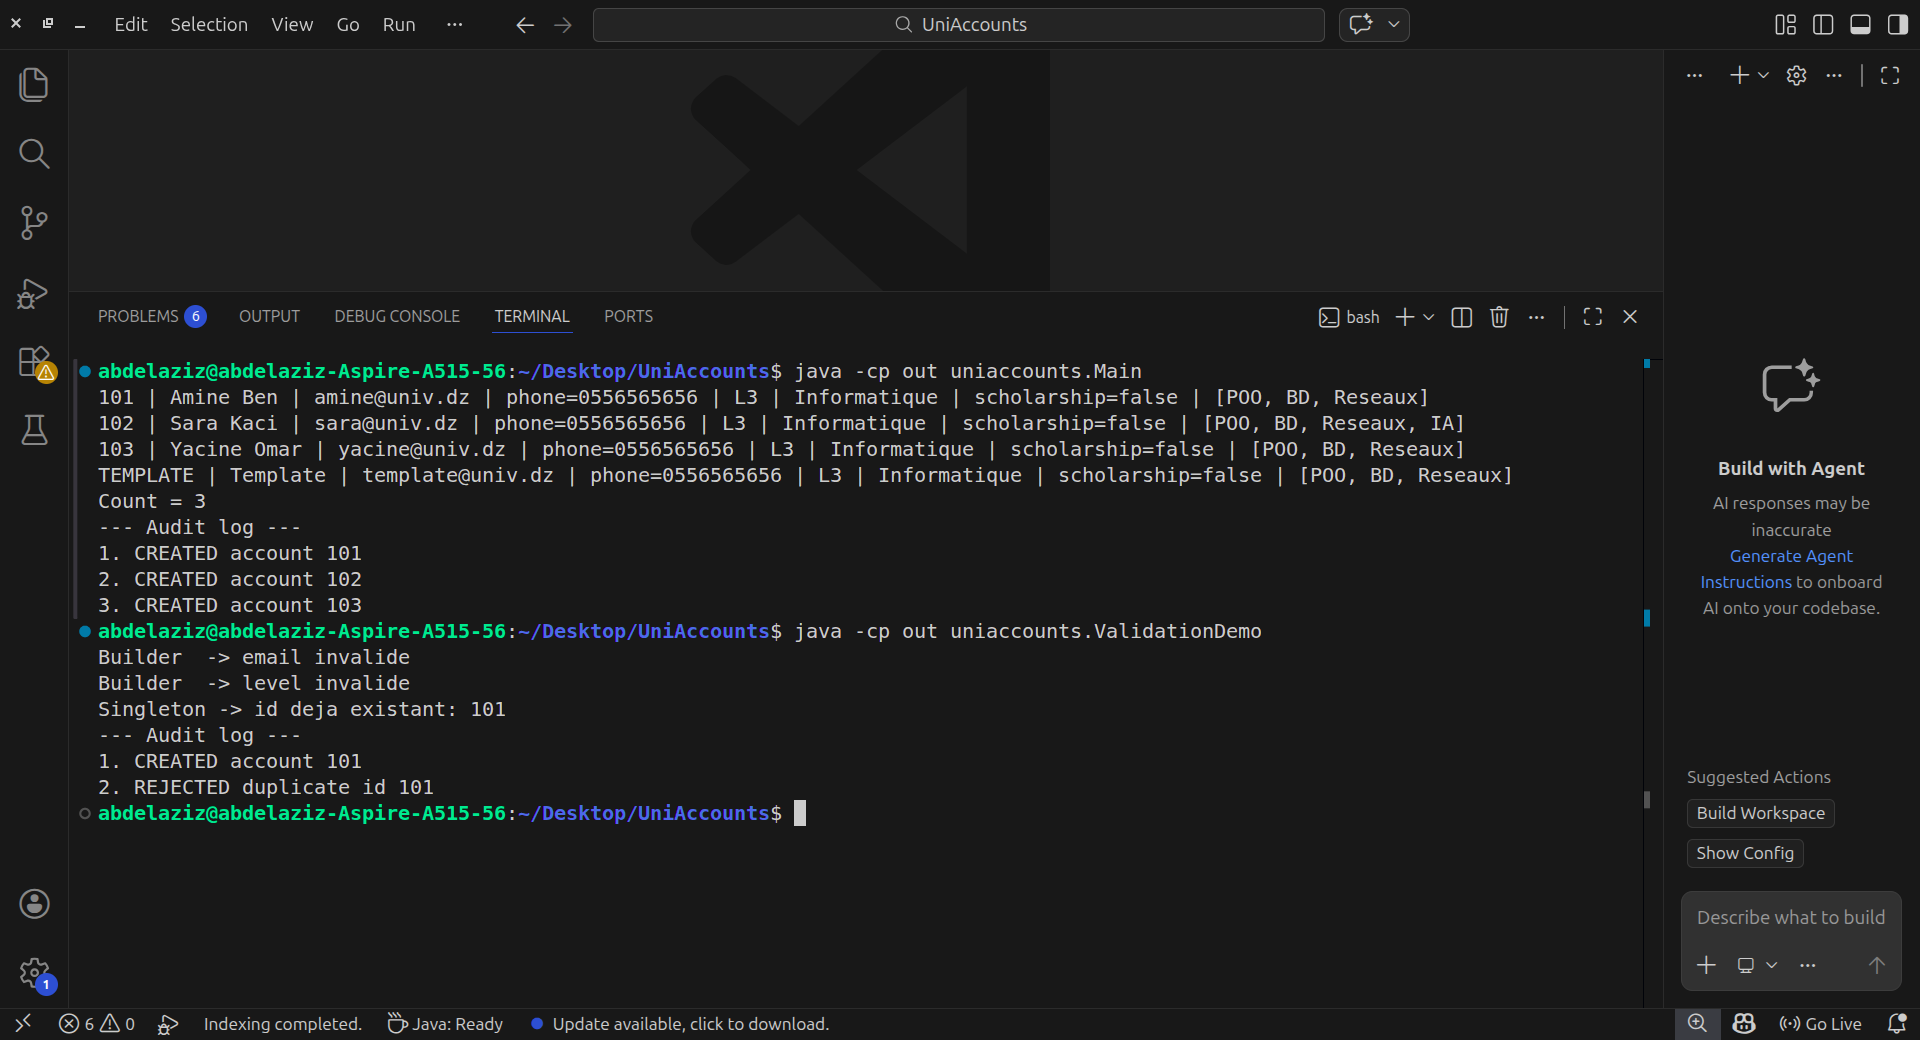 Edit Selection View Go Run ··· UniAccounts
PROBLEMS 6 OUTPUT DEBUG CONSOLE TERMINAL PORTS bash
abdelaziz@abdelaziz-Aspire-A515-56:~/Desktop/UniAccounts$ java -cp out uniaccounts.Main
101 | Amine Ben | amine@univ.dz | phone=0556565656 | L3 | Informatique | scholarship=false | [POO, BD, Reseaux]
102 | Sara Kaci | sara@univ.dz | phone=0556565656 | L3 | Informatique | scholarship=false | [POO, BD, Reseaux, IA]
103 | Yacine Omar | yacine@univ.dz | phone=0556565656 | L3 | Informatique | scholarship=false | [POO, BD, Reseaux]
TEMPLATE | Template | template@univ.dz | phone=0556565656 | L3 | Informatique | scholarship=false | [POO, BD, Reseaux]
Count = 3
--- Audit log ---
1. CREATED account 101
2. CREATED account 102
3. CREATED account 103
abdelaziz@abdelaziz-Aspire-A515-56:~/Desktop/UniAccounts$ java -cp out uniaccounts.ValidationDemo
Builder  -> email invalide
Builder  -> level invalide
Singleton -> id deja existant: 101
--- Audit log ---
1. CREATED account 101
2. REJECTED duplicate id 101
abdelaziz@abdelaziz-Aspire-A515-56:~/Desktop/UniAccounts$
Build with Agent
AI responses may be
inaccurate
Generate Agent
Instructions to onboard
AI onto your codebase.
Suggested Actions
Build Workspace
Show Config
Describe what to build
1
6 0 Indexing completed. Java: Ready Update available, click to download. Go Live